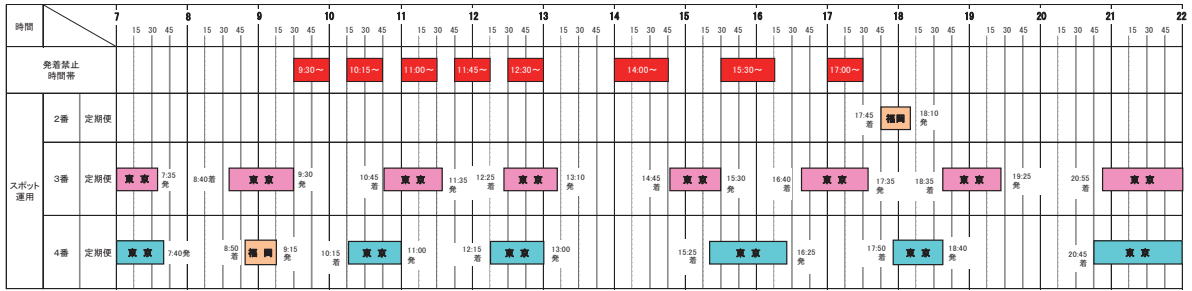 時間
7 8 9 10 11 12 13 14 15 16 17 18 19 20 21 22
15 30 45 15 30 45 15 30 45 15 30 45 15 30 45 15 30 45 15 30 45 15 30 45 15 30 45 15 30 45 15 30 45 15 30 45 15 30 45 15 30 45 15 30 45
発着禁止
時間帯
9:30～ 10:15～ 11:00～ 11:45～ 12:30～ 14:00～ 15:30～ 17:00～
スポット
運用
2番 定期便
17:45
着
福岡
18:10
発
3番 定期便
東京
7:35
発
8:40着
東京
9:30
発
10:45
着
東京
11:35
発
12:25
着
東京
13:10
発
14:45
着
東京
15:30
発
16:40
着
東京
17:35
発
18:35
着
東京
19:25
発
20:55
着
東京
4番 定期便
東京
7:40発
8:50
着
福岡
9:15
発
10:15
着
東京
11:00
発
12:15
着
東京
13:00
発
15:25
着
東京
16:25
発
17:50
着
東京
18:40
発
20:45
着
東京